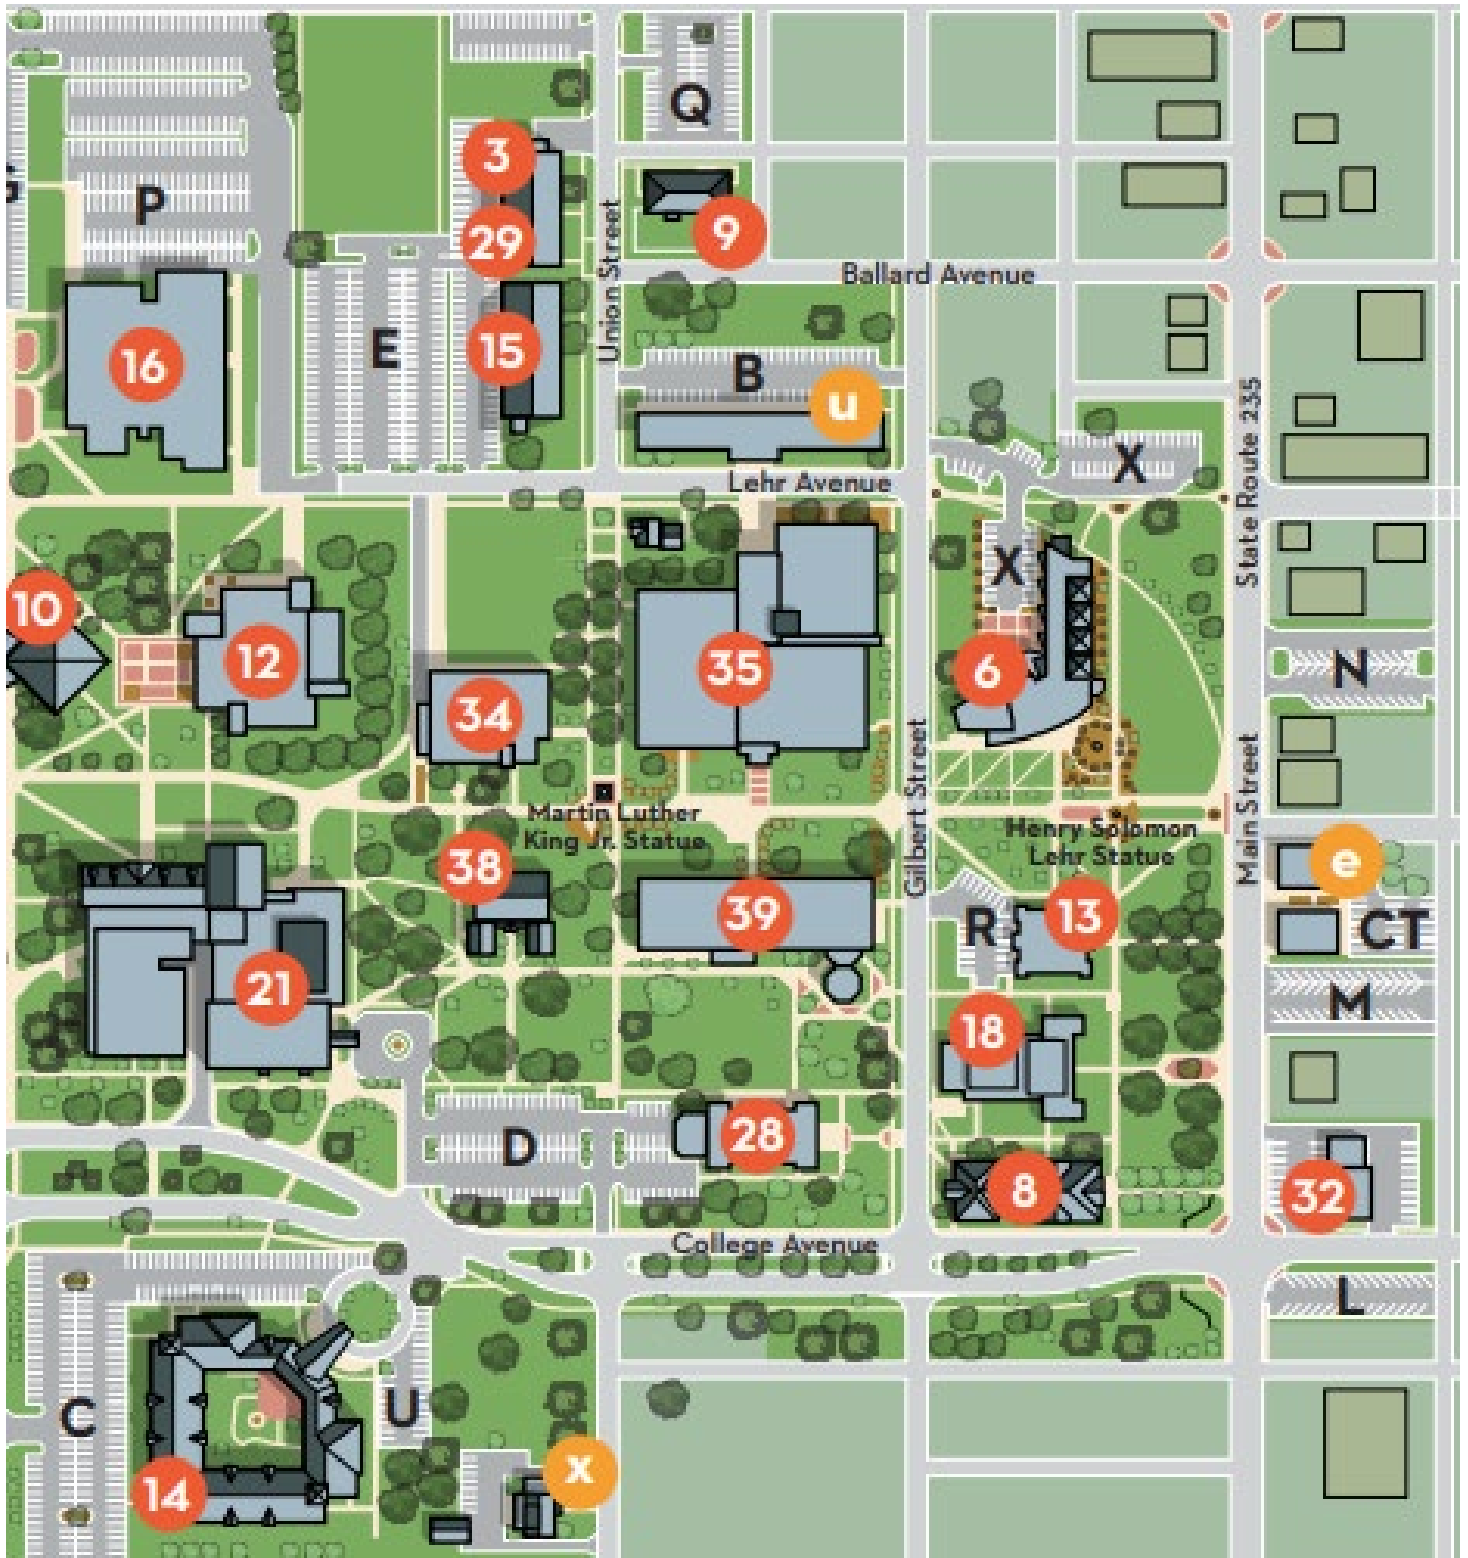 Q
3
P
29
9
Union Street
Ballard Avenue
16
E
15
B
u
State Route 235
X
Lehr Avenue
X
10
12
35
6
N
34
Martin Luther
King Jr. Statue
Henry Solomon
Lehr Statue
Gilbert Street
Main Street
38
e
39
R
13
CT
21
M
18
D
28
8
32
College Avenue
L
C
U
14
x